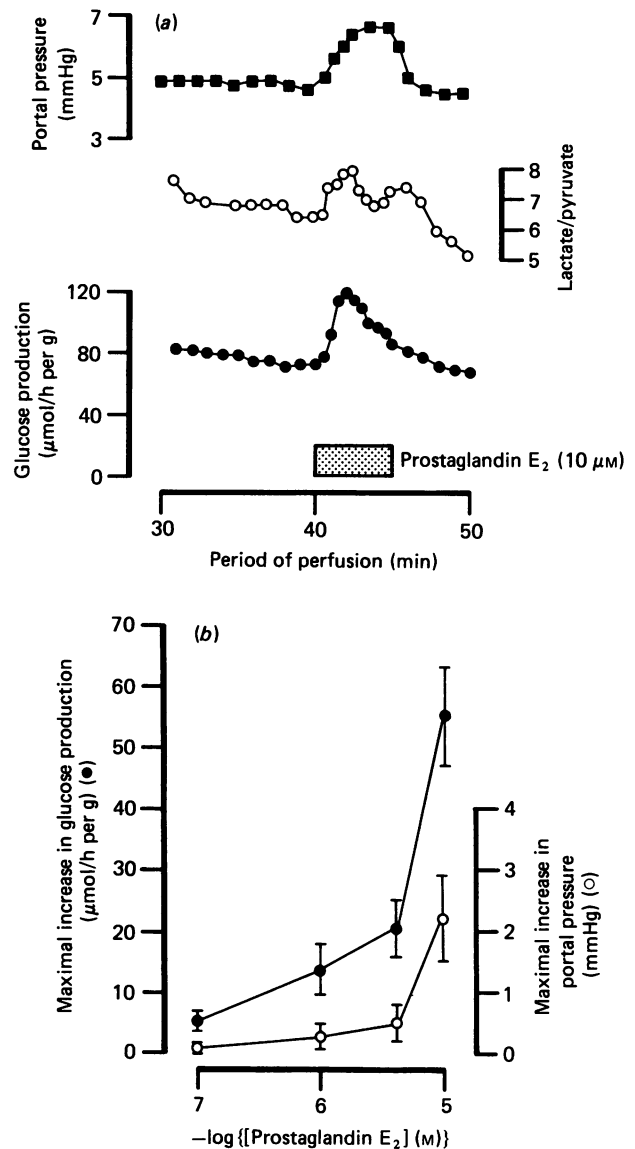 (a)
7
5
3
Portal pressure
(mmHg)
8
7
6
5
Lactate/pyruvate
120
80
40
0
Glucose production
(μmol/h per g)
Prostaglandin E₂ (10 μM)
30
40
50
Period of perfusion (min)
(b)
70
60
50
40
30
20
10
0
Maximal increase in glucose production
(μmol/h per g) (●)
4
3
2
1
0
Maximal increase in
portal pressure
(mmHg) (○)
7
6
5
—log{[Prostaglandin E₂] (M)}